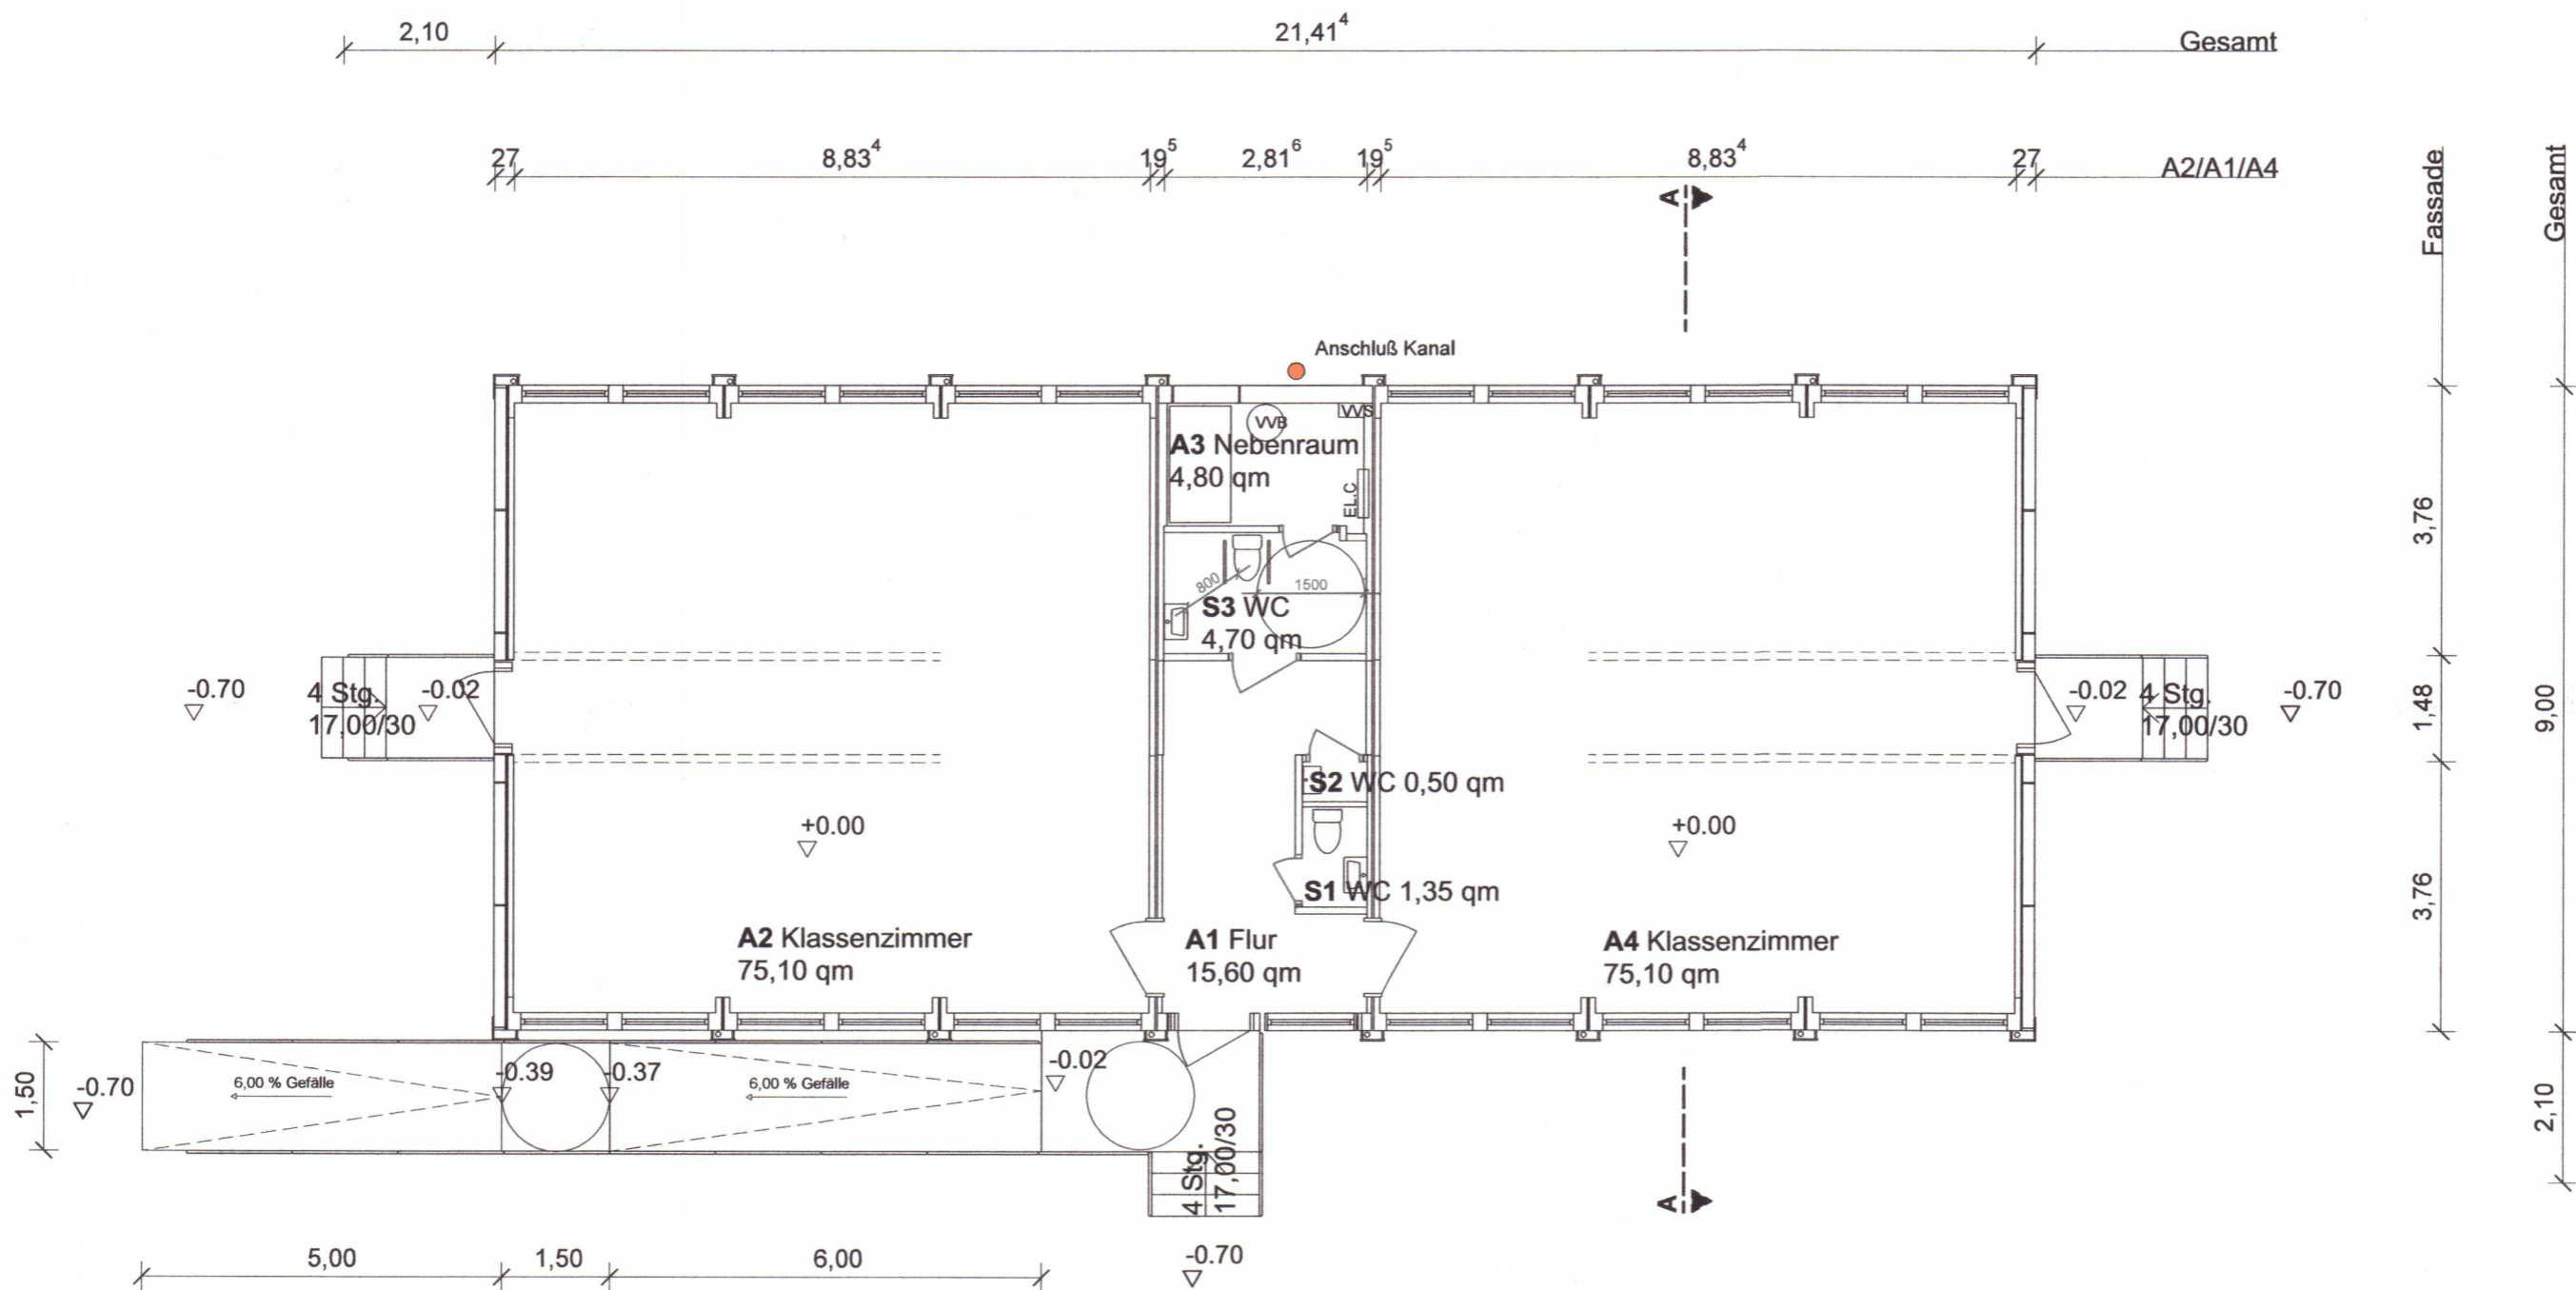 2,10
21,41⁴
Gesamt
27
8,83⁴
19⁵
2,81⁶
19⁵
8,83⁴
27
A2/A1/A4
Fassade
Gesamt
A
Anschluß Kanal
WB
WS
A3 Nebenraum
4,80 qm
EL.C
3,76
800
1500
S3 WC
4,70 qm
-0.70
4 Stg.
17,00/30
-0.02
-0.02
4 Stg.
17,00/30
-0.70
1,48
9,00
S2 WC 0,50 qm
+0.00
+0.00
S1 WC 1,35 qm
3,76
A2 Klassenzimmer
75,10 qm
A1 Flur
15,60 qm
A4 Klassenzimmer
75,10 qm
1,50
-0.70
6,00 % Gefälle
-0.39
-0.37
6,00 % Gefälle
-0.02
2,10
4 Stg.
17,00/30
A
5,00
1,50
6,00
-0.70